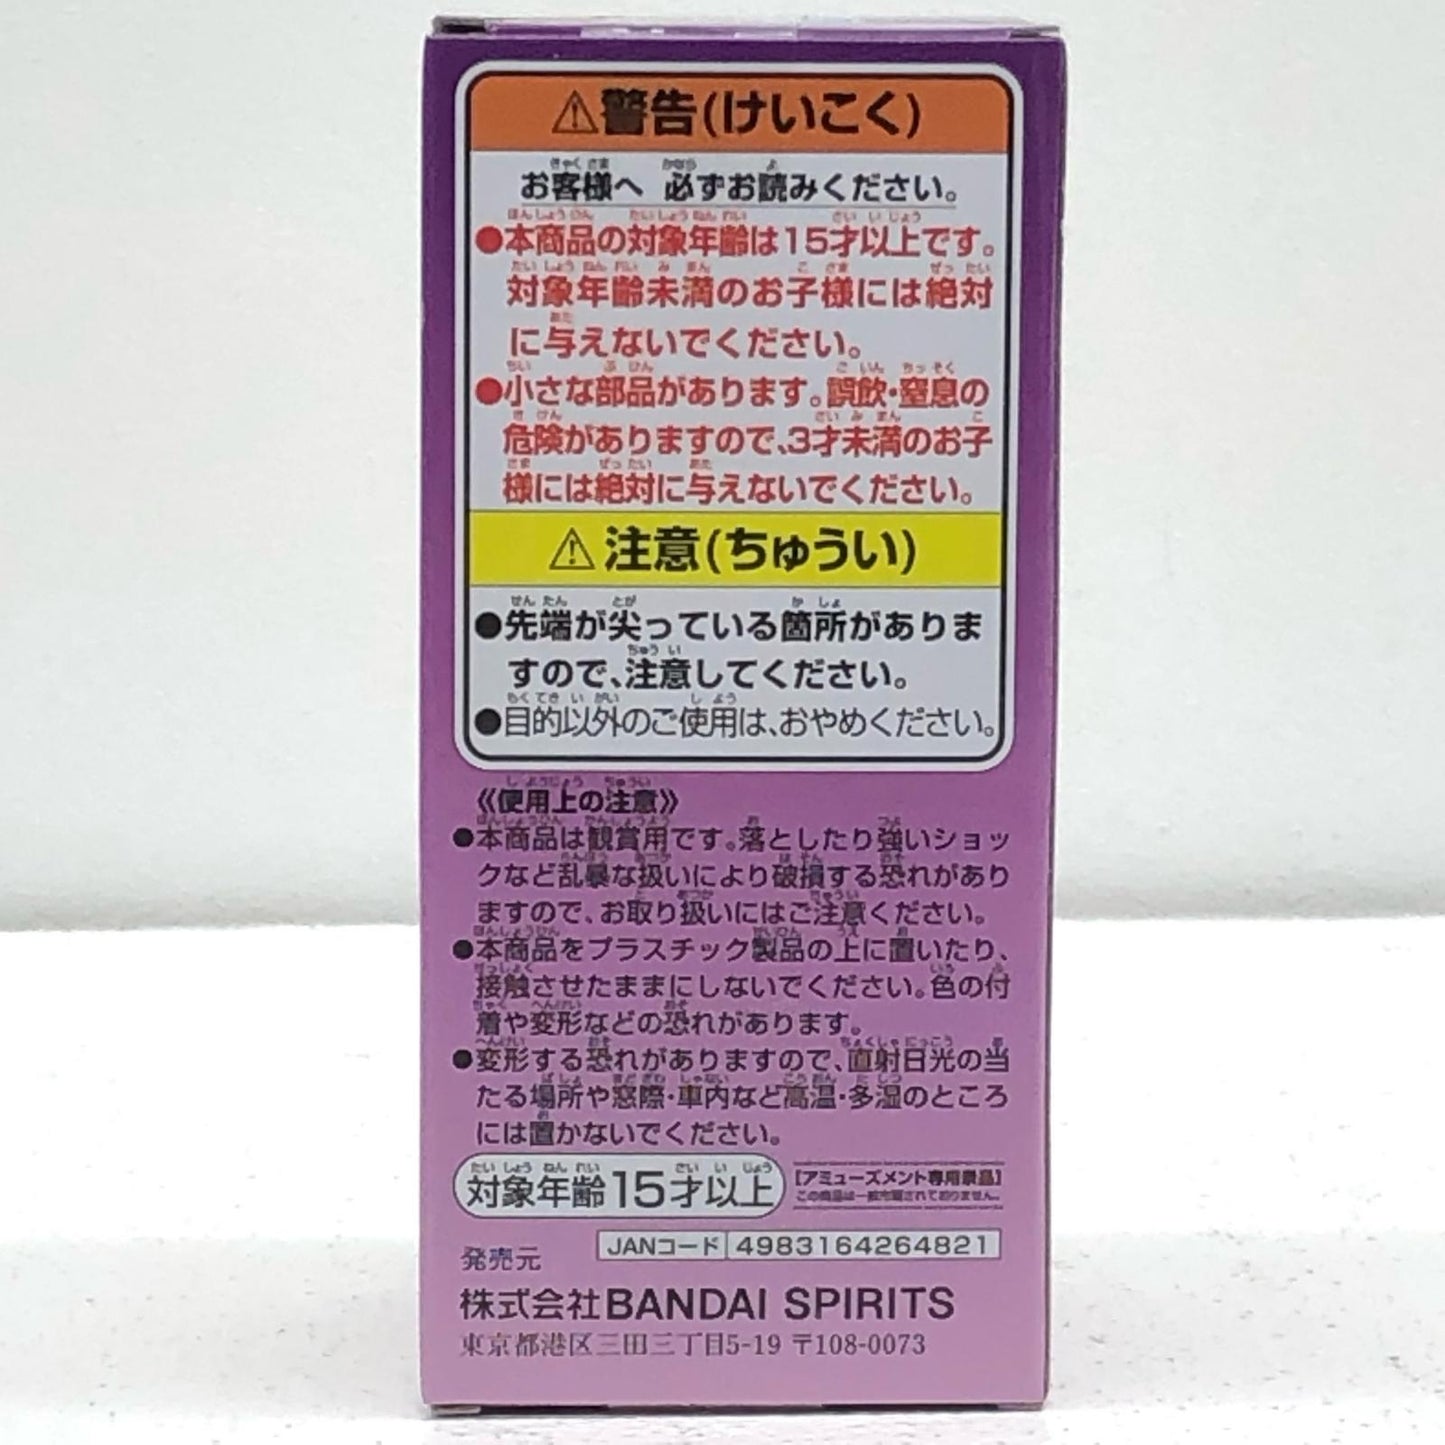 ⚠警告(けいこく)
お客様へ 必ずお読みください。
●本商品の対象年齢は15才以上です。
対象年齢未満のお子様には絶対
に与えないでください。
●小さな部品があります。誤飲・窒息の
危険がありますので、3才未満のお子
様には絶対に与えないでください。
⚠注意(ちゅうい)
●先端が尖っている箇所がありま
すので、注意してください。
●目的以外のご使用は、おやめください。
《使用上の注意》
●本商品は観賞用です。落としたり強いショッ
クなど乱暴な扱いにより破損する恐れがあり
ますので、お取り扱いにはご注意ください。
●本商品をプラスチック製品の上に置いたり、
接触させたままにしないでください。色の付
着や変形などの恐れがあります。
●変形する恐れがありますので、直射日光の当
たる場所や窓際・車内など高温・多湿のところ
には置かないでください。
対象年齢15才以上
【アミューズメント専用景品】
この商品は一般市販されておりません。
JANコード 4983164264821
発売元
株式会社BANDAI SPIRITS
東京都港区三田三丁目5-19 〒108-0073